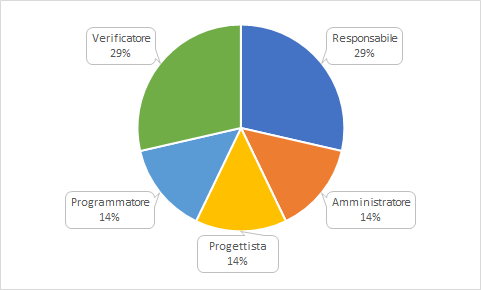 Verificatore
29%
Responsabile
29%
Programmatore
14%
Amministratore
14%
Progettista
14%